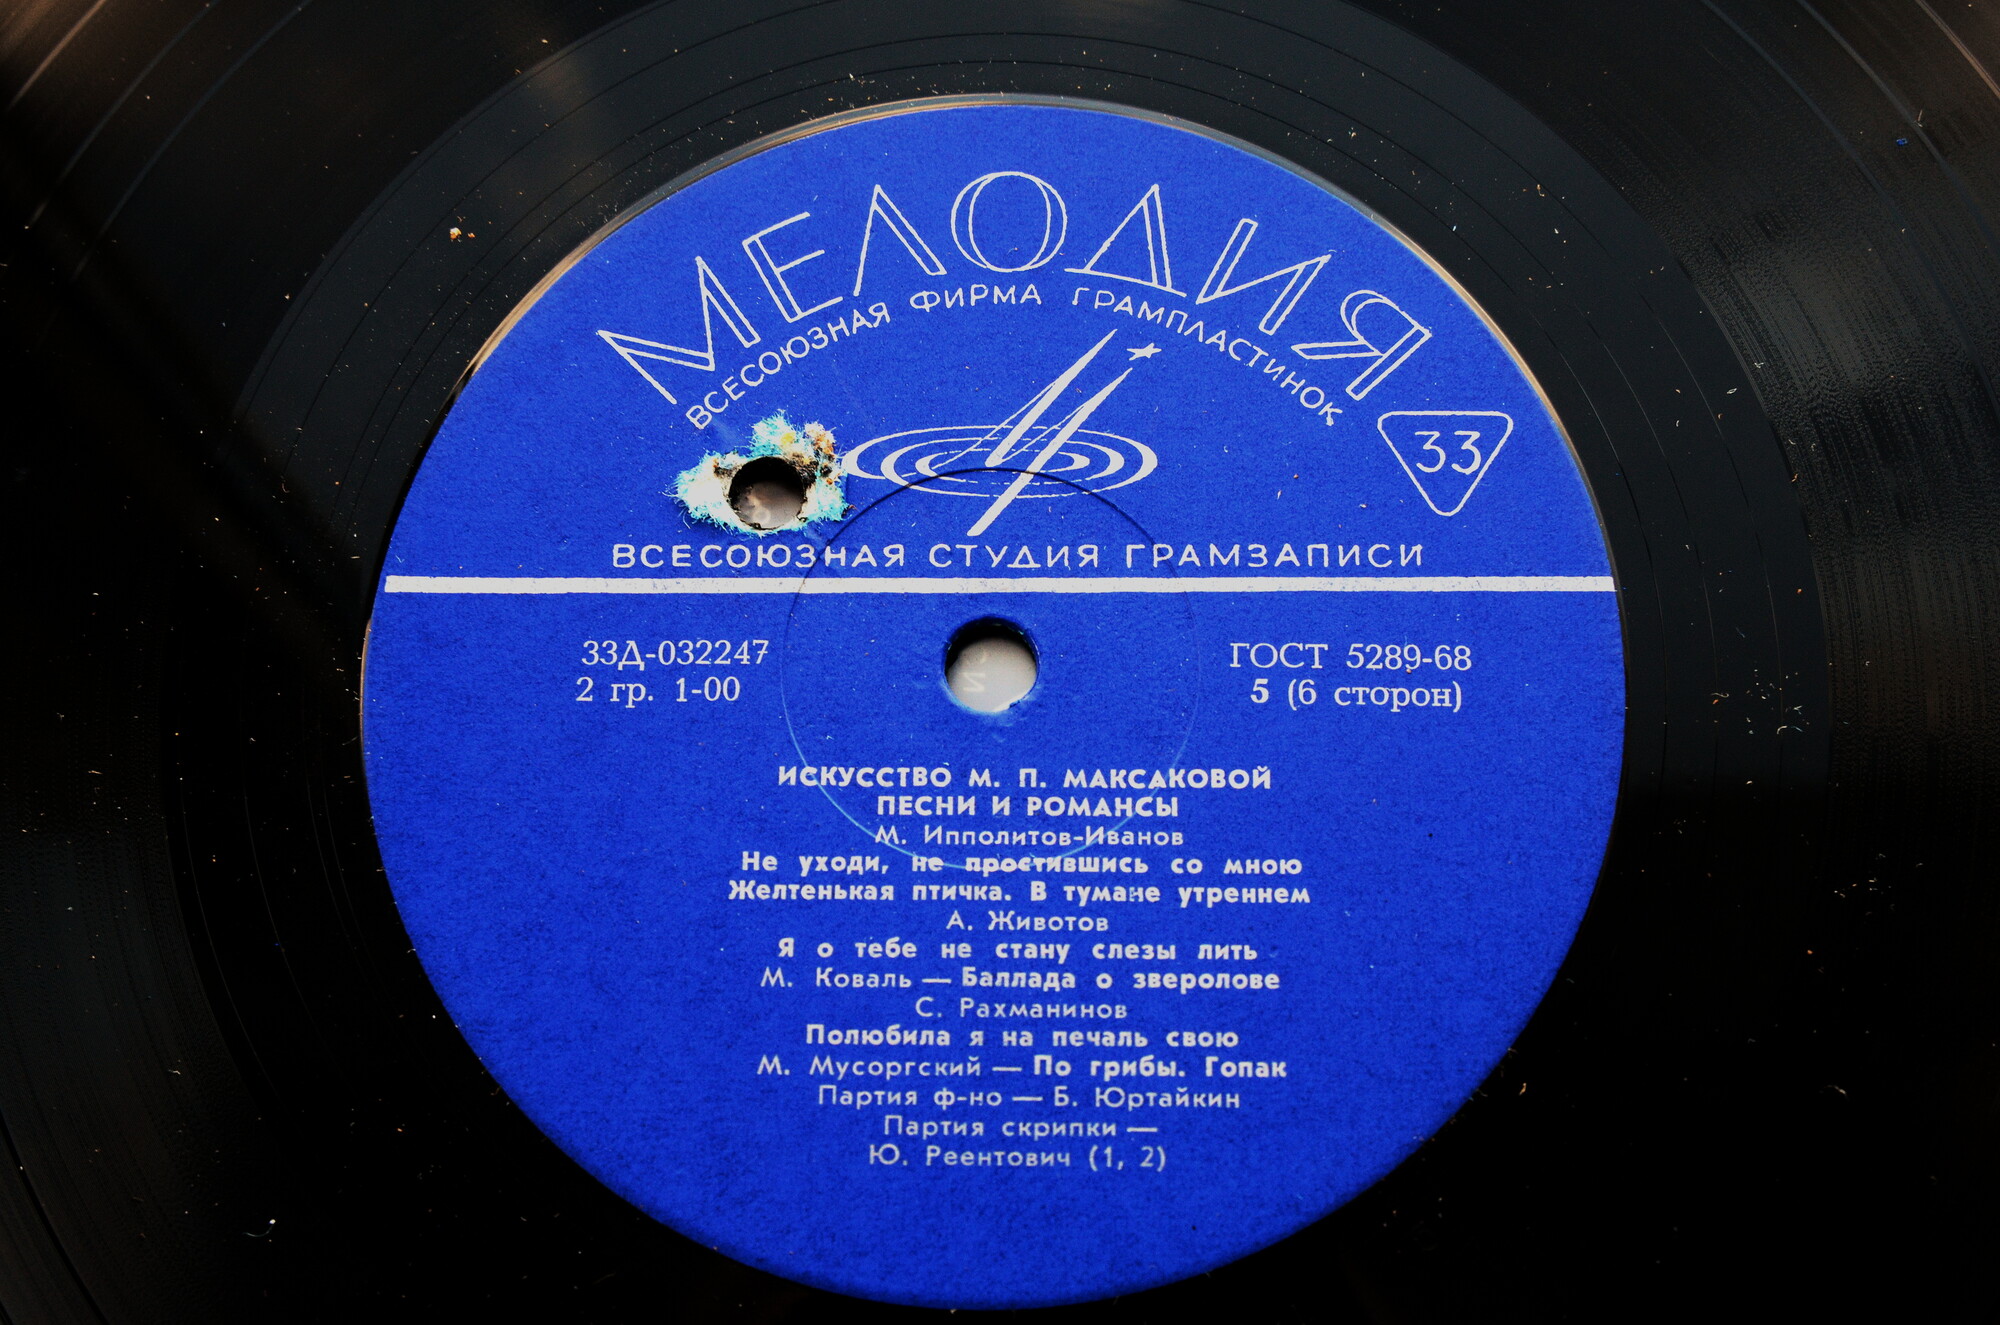 МЕЛОДИЯ
ВСЕСОЮЗНАЯ ФИРМА ГРАМПЛАСТИНОК
33
ВСЕСОЮЗНАЯ СТУДИЯ ГРАМЗАПИСИ
33Д-032247
2 гр. 1-00
ГОСТ 5289-68
5 (6 сторон)
ИСКУССТВО М. П. МАКСАКОВОЙ
ПЕСНИ И РОМАНСЫ
М. Ипполитов-Иванов
Не уходи, не простившись со мною
Желтенькая птичка. В тумане утреннем
А. Животов
Я о тебе не стану слезы лить
М. Коваль — Баллада о зверолове
С. Рахманинов
Полюбила я на печаль свою
М. Мусоргский — По грибы. Гопак
Партия ф-но — Б. Юртайкин
Партия скрипки —
Ю. Реентович (1, 2)